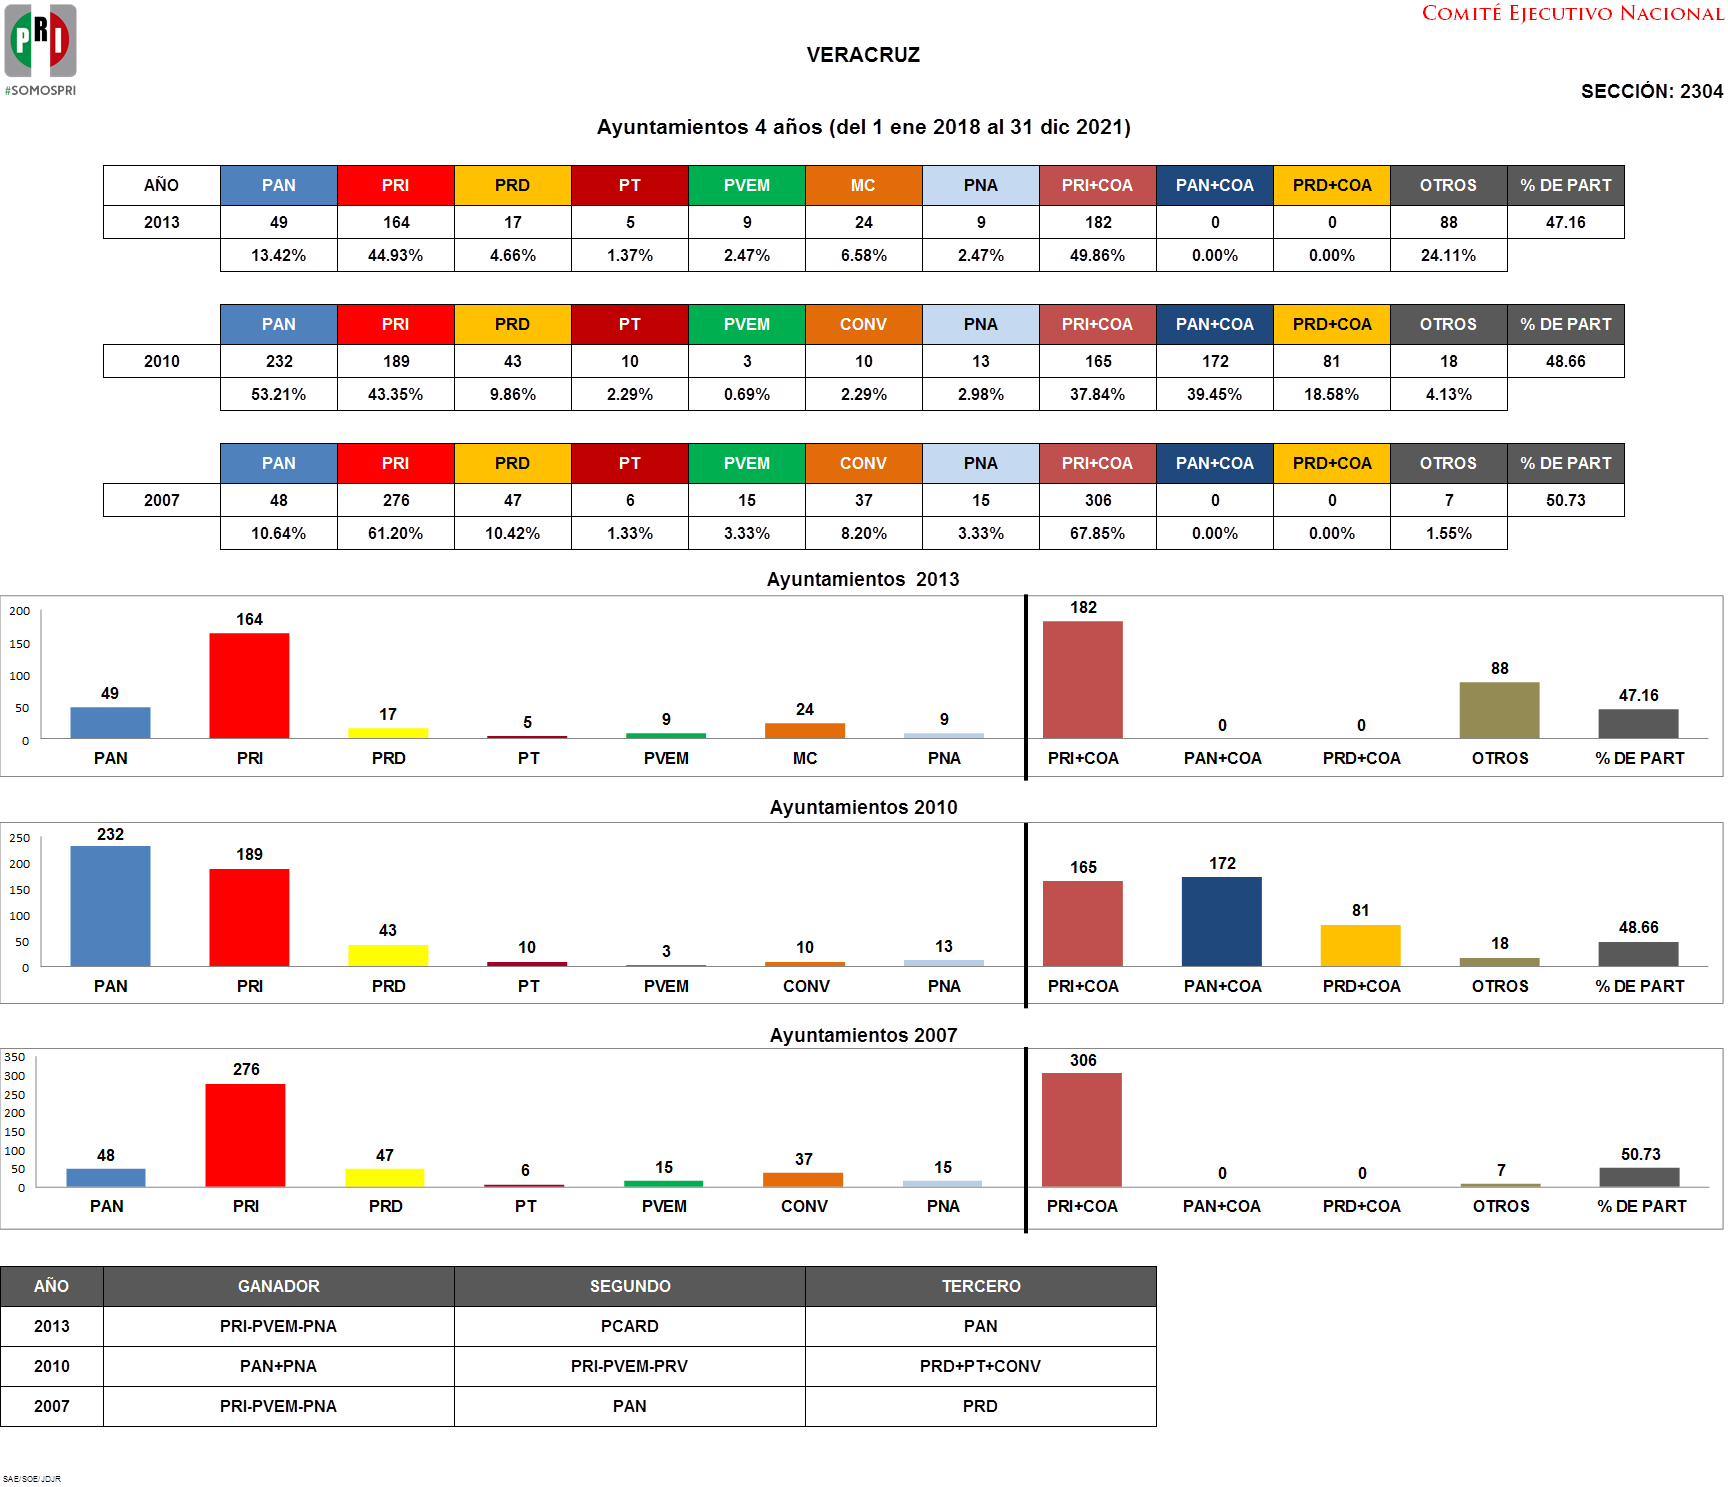 PRI
#SOMOSPRI
COMITÉ EJECUTIVO NACIONAL
VERACRUZ
SECCIÓN: 2304
Ayuntamientos 4 años (del 1 ene 2018 al 31 dic 2021)
AÑO PAN PRI PRD PT PVEM MC PNA PRI+COA PAN+COA PRD+COA OTROS % DE PART
2013 49 164 17 5 9 24 9 182 0 0 88 47.16
13.42% 44.93% 4.66% 1.37% 2.47% 6.58% 2.47% 49.86% 0.00% 0.00% 24.11%
PAN PRI PRD PT PVEM CONV PNA PRI+COA PAN+COA PRD+COA OTROS % DE PART
2010 232 189 43 10 3 10 13 165 172 81 18 48.66
53.21% 43.35% 9.86% 2.29% 0.69% 2.29% 2.98% 37.84% 39.45% 18.58% 4.13%
PAN PRI PRD PT PVEM CONV PNA PRI+COA PAN+COA PRD+COA OTROS % DE PART
2007 48 276 47 6 15 37 15 306 0 0 7 50.73
10.64% 61.20% 10.42% 1.33% 3.33% 8.20% 3.33% 67.85% 0.00% 0.00% 1.55%
Ayuntamientos 2013
200
150
100
50
0
49 164 17 5 9 24 9 182 0 0 88 47.16
PAN PRI PRD PT PVEM MC PNA PRI+COA PAN+COA PRD+COA OTROS % DE PART
Ayuntamientos 2010
250
200
150
100
50
0
232 189 43 10 3 10 13 165 172 81 18 48.66
PAN PRI PRD PT PVEM CONV PNA PRI+COA PAN+COA PRD+COA OTROS % DE PART
Ayuntamientos 2007
350
300
250
200
150
100
50
0
48 276 47 6 15 37 15 306 0 0 7 50.73
PAN PRI PRD PT PVEM CONV PNA PRI+COA PAN+COA PRD+COA OTROS % DE PART
AÑO GANADOR SEGUNDO TERCERO
2013 PRI-PVEM-PNA PCARD PAN
2010 PAN+PNA PRI-PVEM-PRV PRD+PT+CONV
2007 PRI-PVEM-PNA PAN PRD
SAE/SOE/JDJR